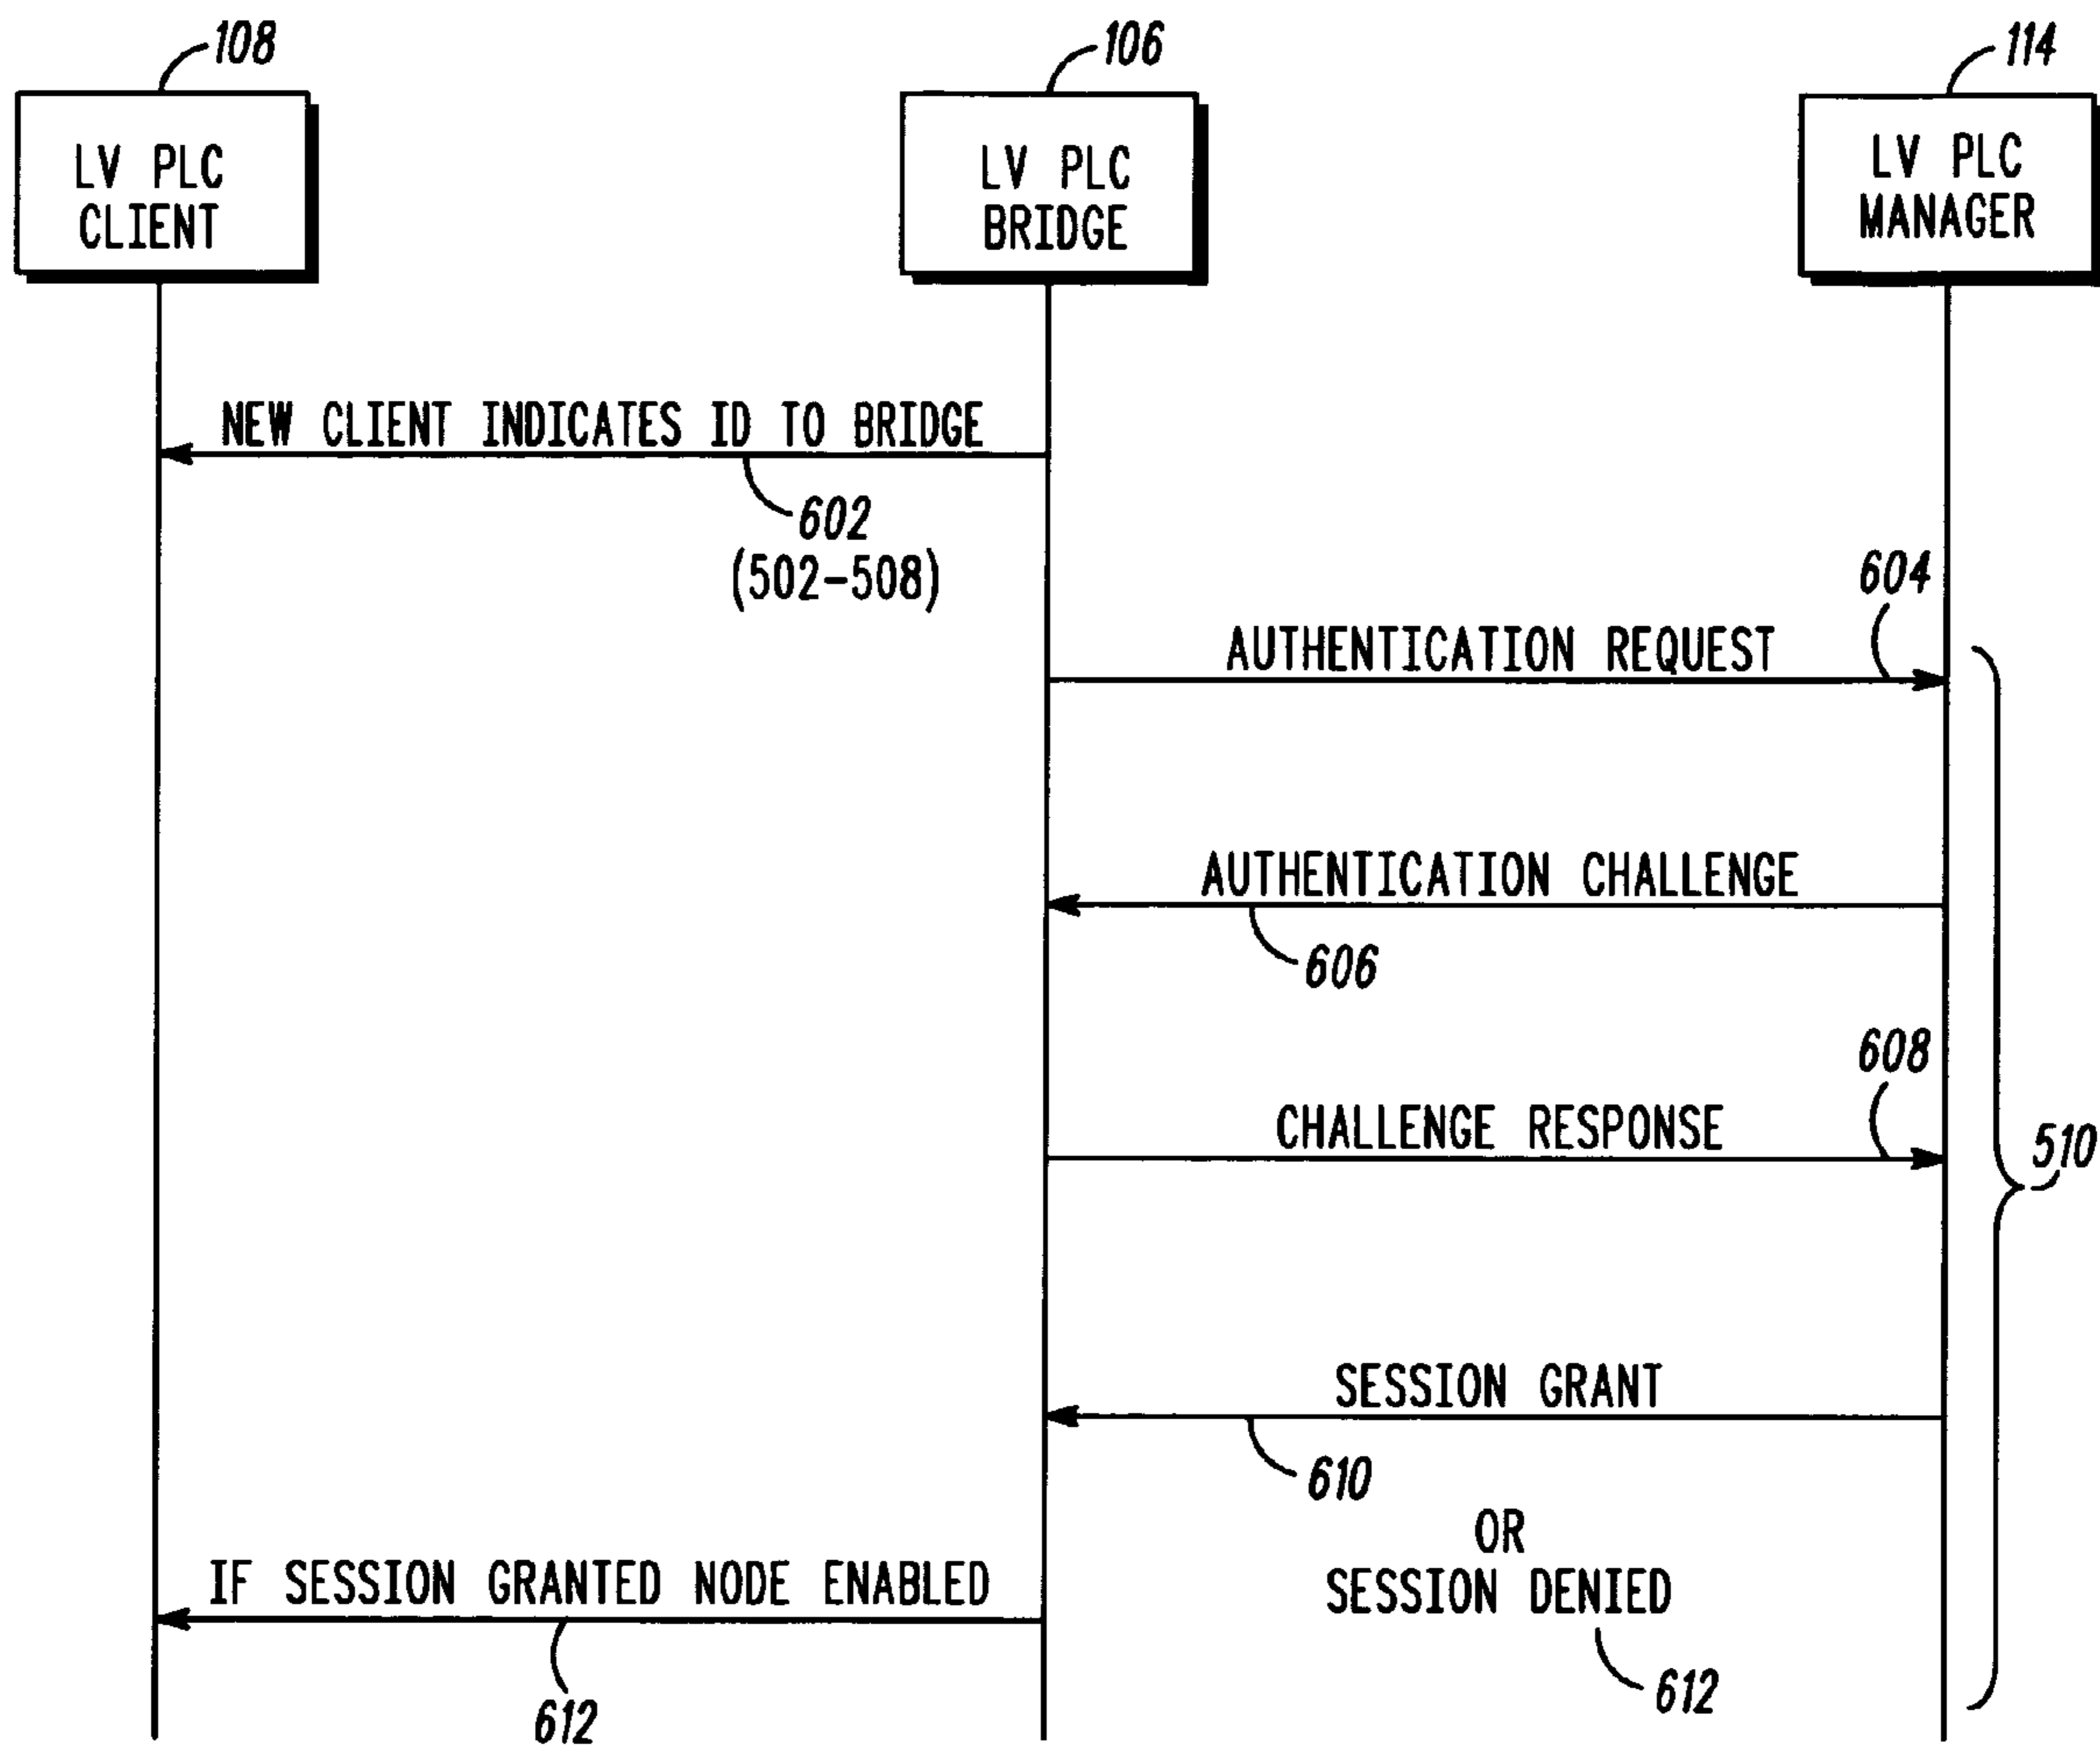 108
106
114
LV PLC
CLIENT
LV PLC
BRIDGE
LV PLC
MANAGER
NEW CLIENT INDICATES ID TO BRIDGE
602
(502-508)
604
AUTHENTICATION REQUEST
AUTHENTICATION CHALLENGE
606
608
CHALLENGE RESPONSE
510
SESSION GRANT
610
OR
SESSION DENIED
612
IF SESSION GRANTED NODE ENABLED
612